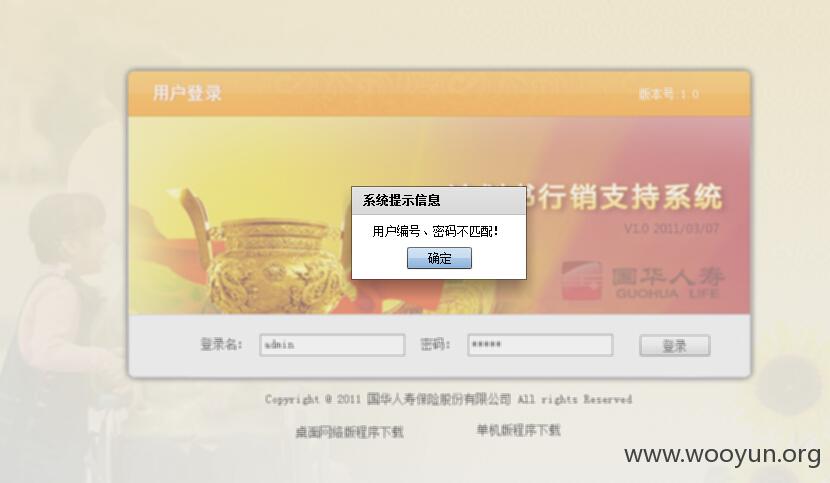 用户登录
版本号:1.0
系统提示信息
书行销支持系统
用户编号、密码不匹配!
V1.0 2011/03/07
确定
国华人寿
GUOHUA LIFE
登录名:
admin
密码:
*****
登录
Copyright @ 2011 国华人寿保险股份有限公司 All rights Reserved
桌面网络版程序下载
单机版程序下载
www.wooyun.org